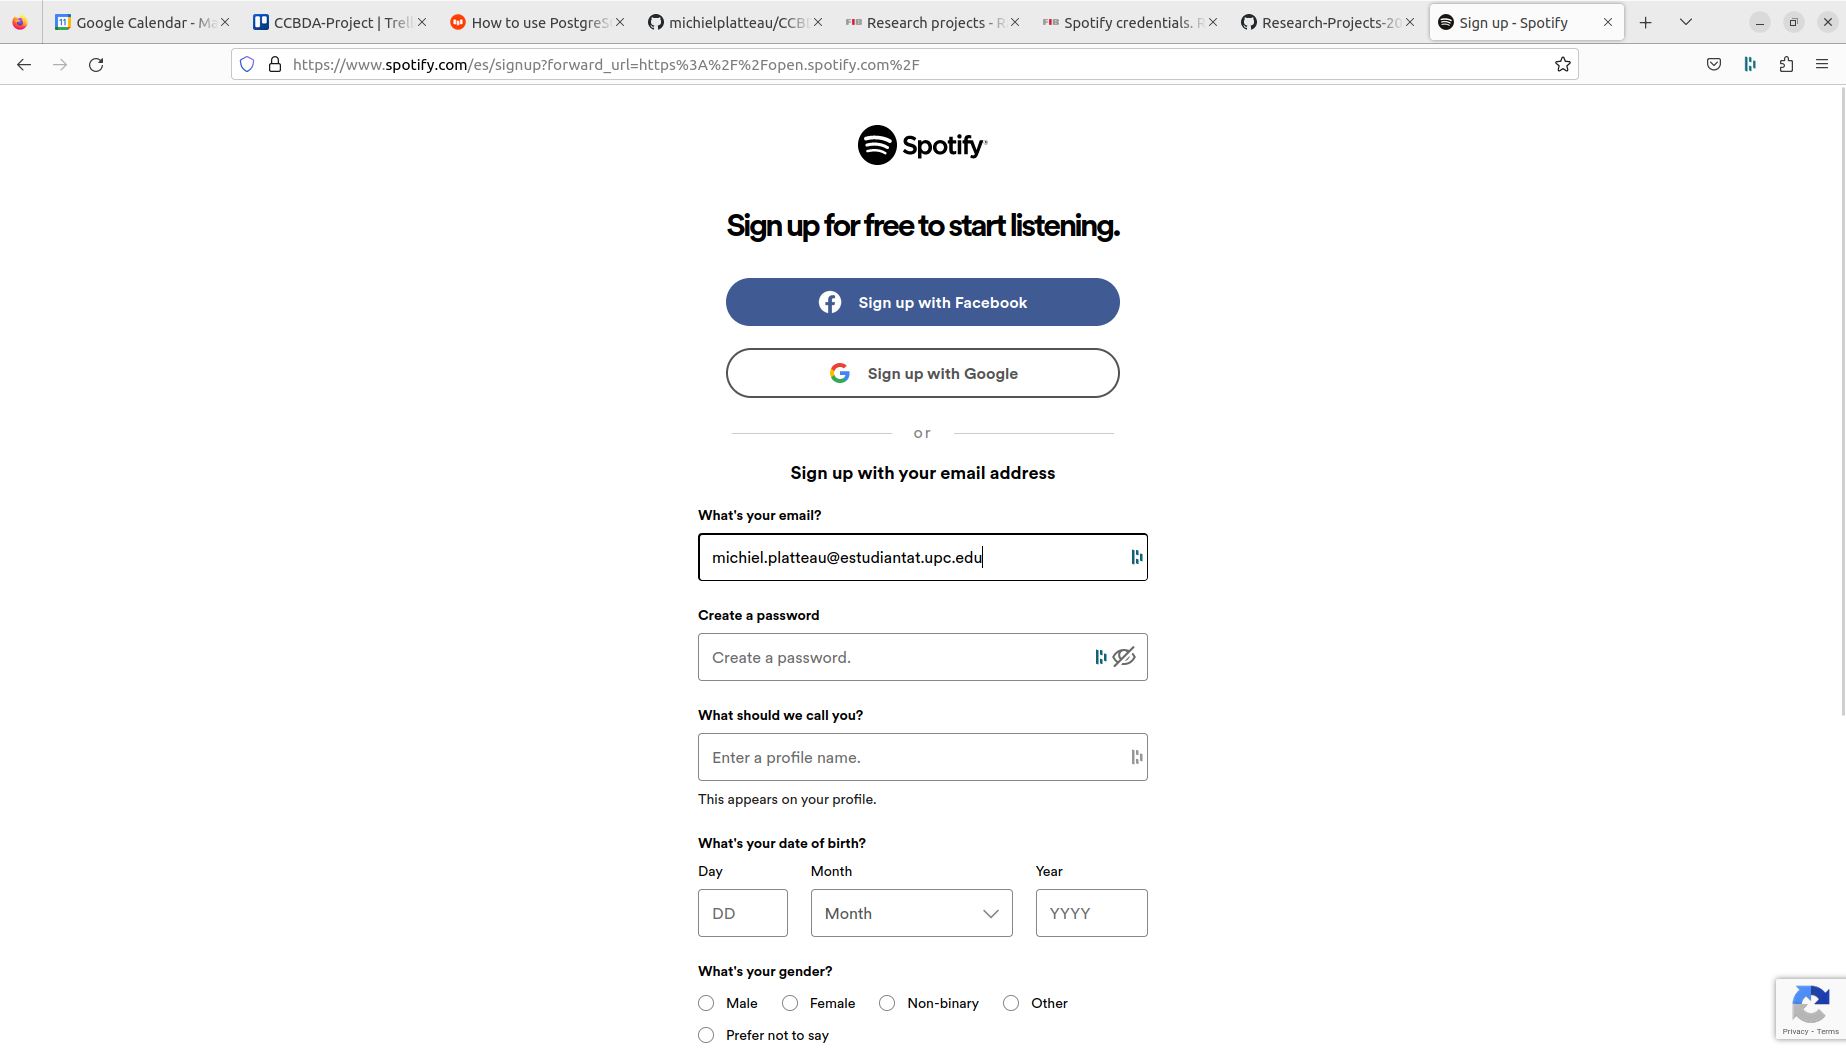 Google Calendar - Ma
CCBDA-Project | Trell
How to use PostgreS
michielplatteau/CCBD
Research projects - R
Spotify credentials. R
Research-Projects-20
Sign up - Spotify
https://www.spotify.com/es/signup?forward_url=https%3A%2F%2Fopen.spotify.com%2F
Spotify
Sign up for free to start listening.
Sign up with Facebook
Sign up with Google
or
Sign up with your email address
What's your email?
michiel.platteau@estudiantat.upc.edu
Create a password
Create a password.
What should we call you?
Enter a profile name.
This appears on your profile.
What's your date of birth?
Day Month Year
DD Month YYYY
What's your gender?
Male Female Non-binary Other
Prefer not to say
Privacy - Terms